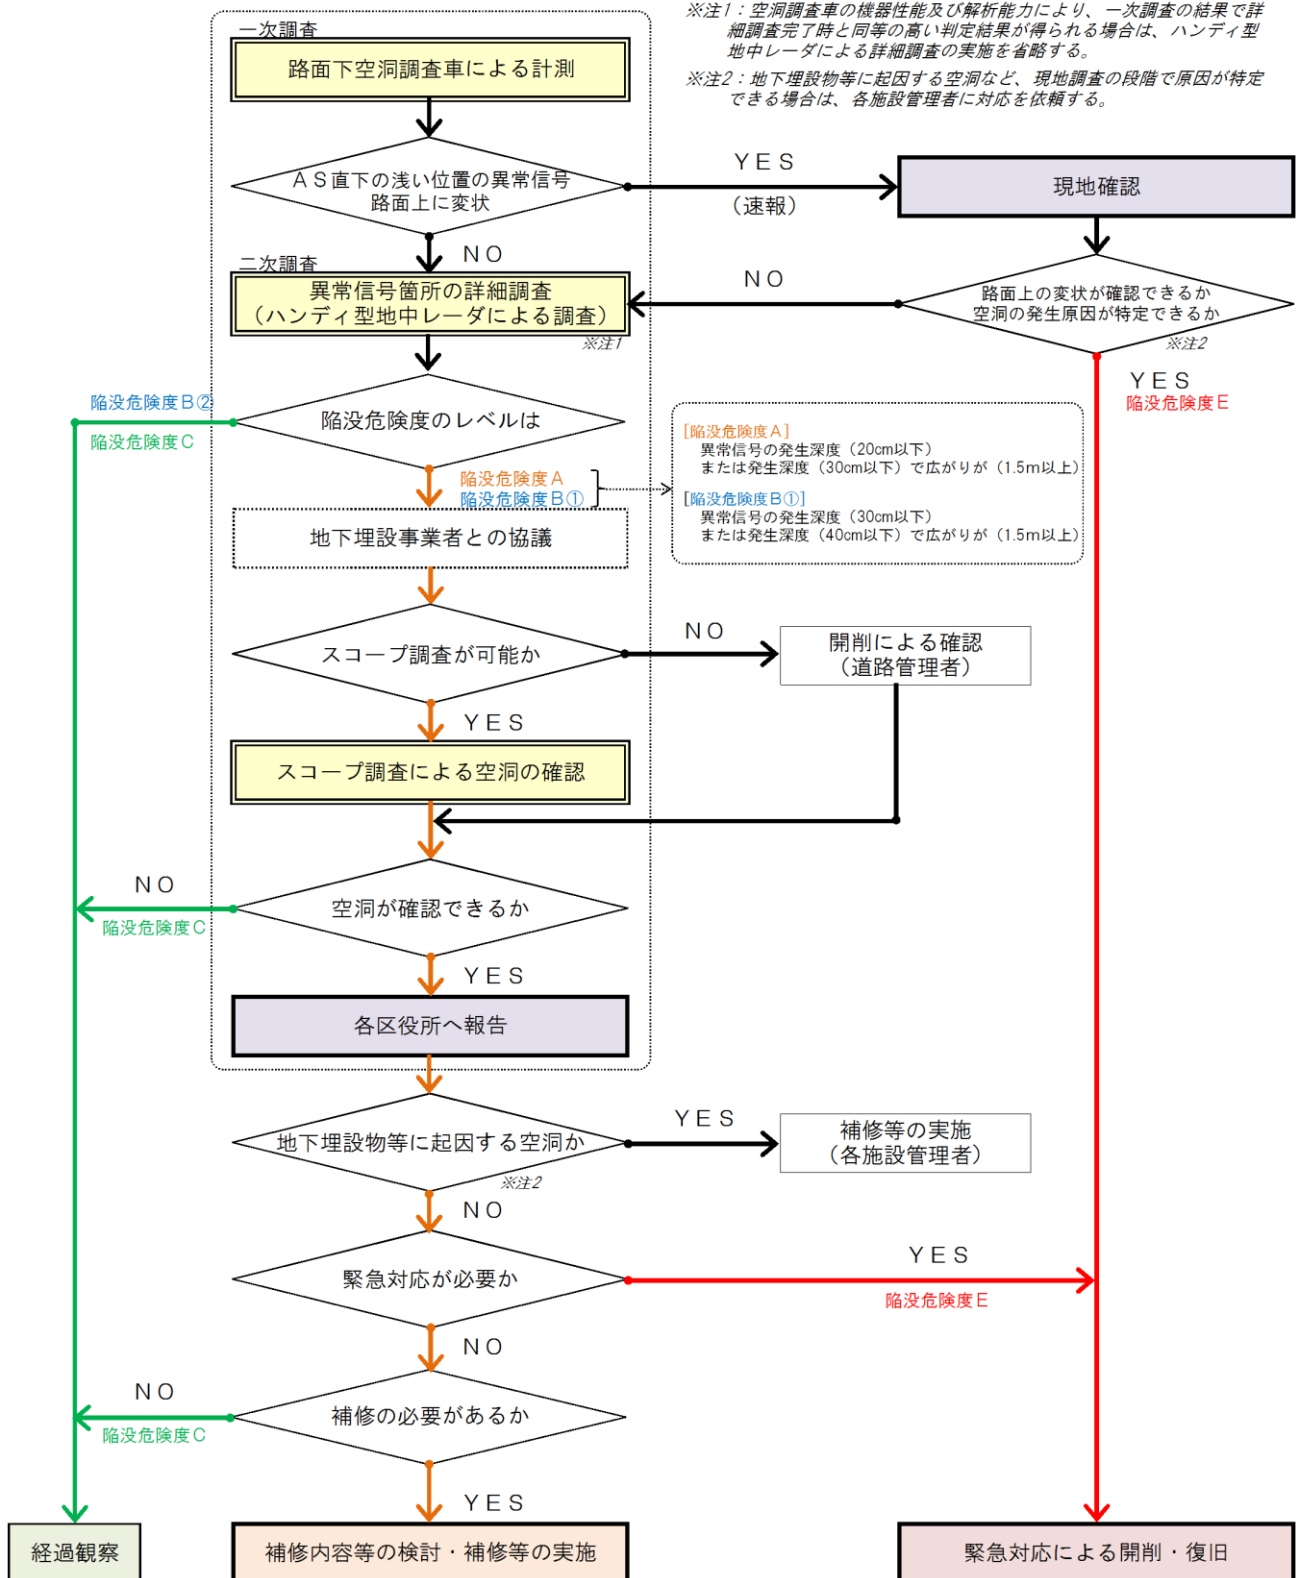 ※注1：空洞調査車の機器性能及び解析能力により、一次調査の結果で詳
細調査完了時と同等の高い判定結果が得られる場合は、ハンディ型
地中レーダによる詳細調査の実施を省略する。
※注2：地下埋設物等に起因する空洞など、現地調査の段階で原因が特定
できる場合は、各施設管理者に対応を依頼する。
一次調査
路面下空洞調査車による計測
ＡＳ直下の浅い位置の異常信号
路面上に変状
ＹＥＳ
（速報）
現地確認
ＮＯ
二次調査
異常信号箇所の詳細調査
（ハンディ型地中レーダによる調査）
※注1
ＮＯ
路面上の変状が確認できるか
空洞の発生原因が特定できるか
※注2
ＹＥＳ
陥没危険度Ｅ
陥没危険度Ｂ②
陥没危険度Ｃ
陥没危険度のレベルは
陥没危険度Ａ
陥没危険度Ｂ①
[陥没危険度Ａ]
異常信号の発生深度（20cm以下）
または発生深度（30cm以下）で広がりが（1.5ｍ以上）
[陥没危険度Ｂ①]
異常信号の発生深度（30cm以下）
または発生深度（40cm以下）で広がりが（1.5ｍ以上）
地下埋設事業者との協議
スコープ調査が可能か
ＮＯ
開削による確認
（道路管理者）
ＹＥＳ
スコープ調査による空洞の確認
空洞が確認できるか
ＮＯ
陥没危険度Ｃ
ＹＥＳ
各区役所へ報告
地下埋設物等に起因する空洞か
※注2
ＹＥＳ
補修等の実施
（各施設管理者）
ＮＯ
緊急対応が必要か
ＹＥＳ
陥没危険度Ｅ
ＮＯ
補修の必要があるか
ＮＯ
陥没危険度Ｃ
ＹＥＳ
経過観察
補修内容等の検討・補修等の実施
緊急対応による開削・復旧